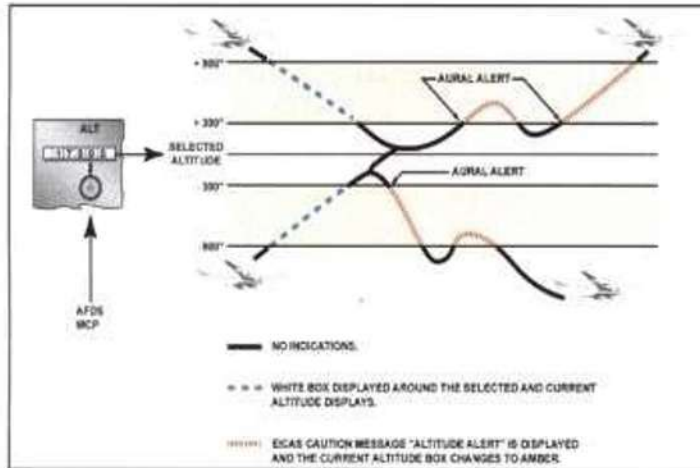 + 900"
AURAL ALERT
ALT
+ 300"
17000
SELECTED
ALTITUDE
300"
AURAL ALERT
AFDS
MCP
NO INDICATIONS.
WHITE BOX DISPLAYED AROUND THE SELECTED AND CURRENT
ALTITUDE DISPLAYS.
EICAS CAUTION MESSAGE "ALTITUDE ALERT" IS DISPLAYED
AND THE CURRENT ALTITUDE BOX CHANGES TO AMBER.